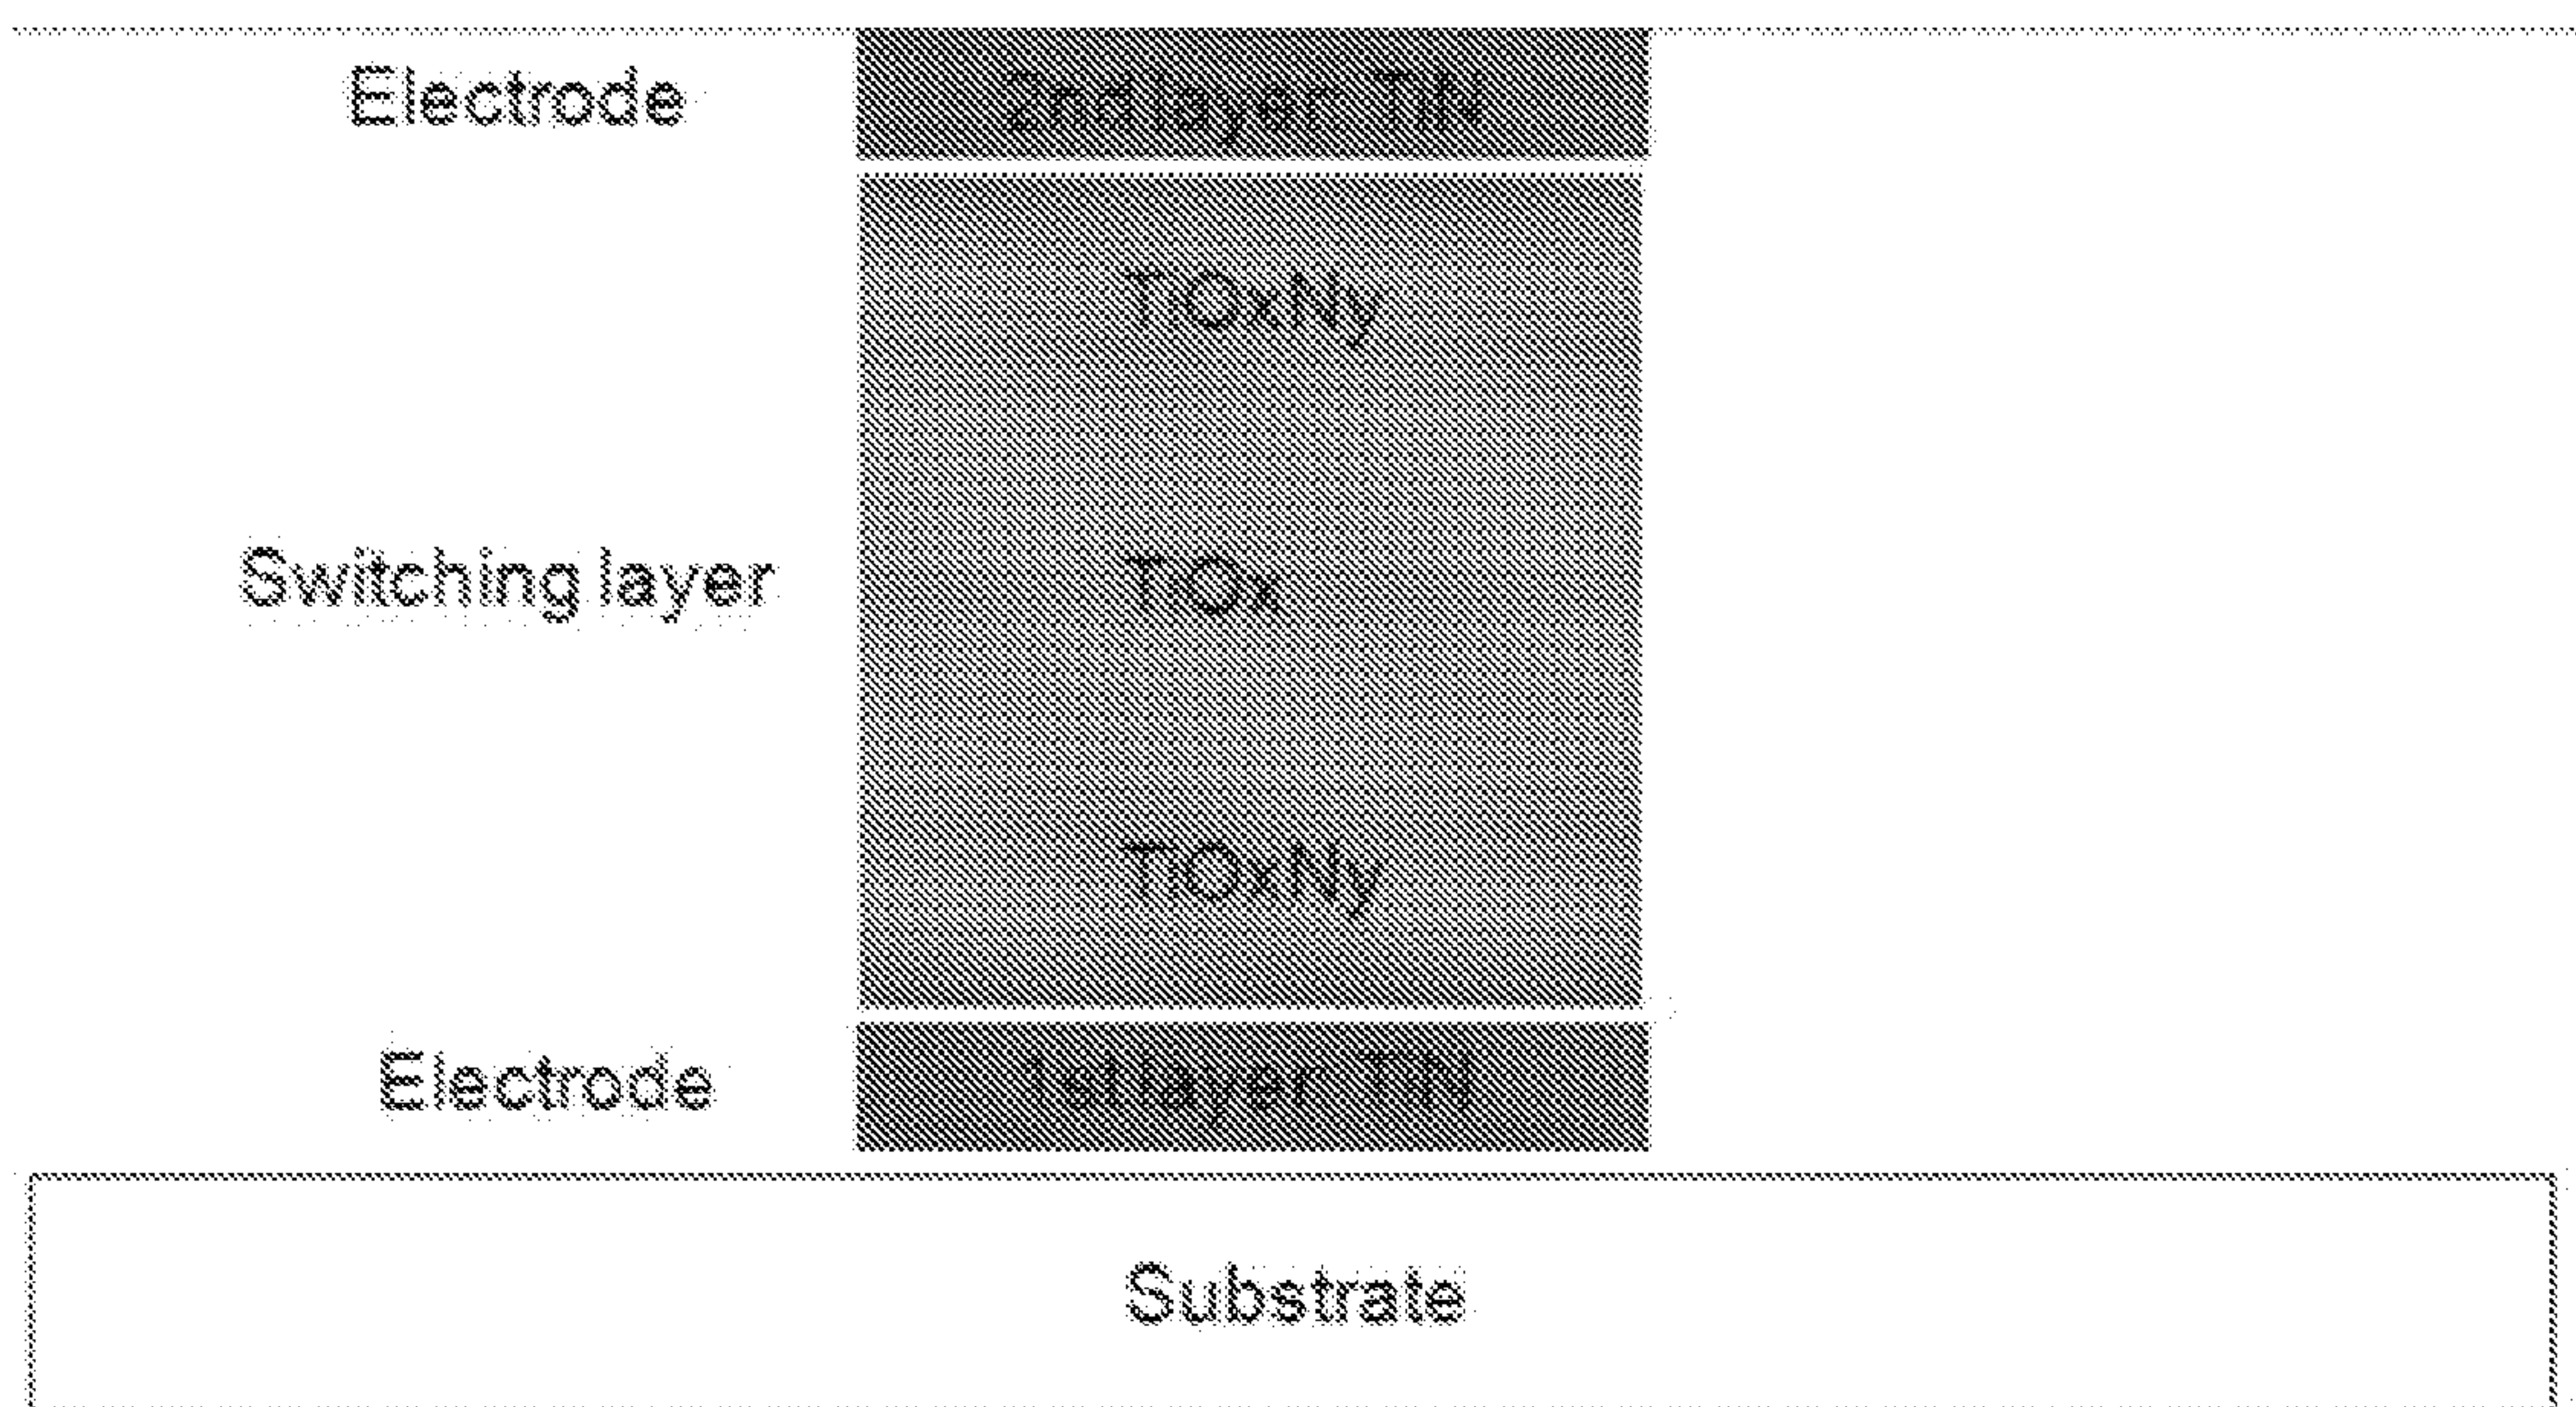 Electrode 2nd layer: TiN
TiOxNy
Switching layer TiOx
TiOxNy
Electrode 1st layer: TiN
Substrate